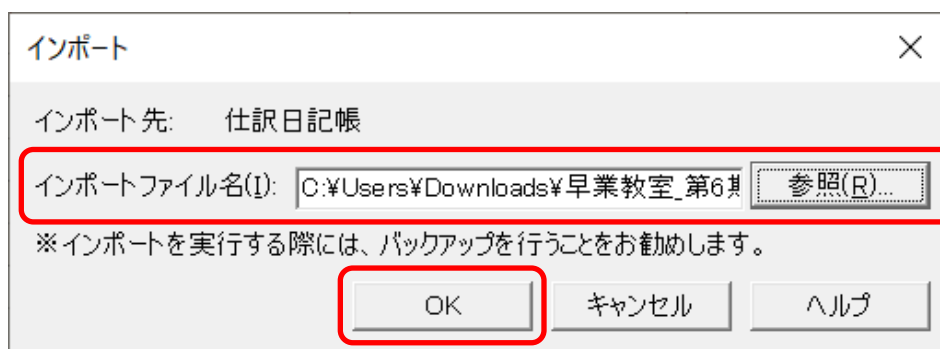 インポート
インポート先: 仕訳日記帳
インポートファイル名(I): C:¥Users¥Downloads¥早業教室_第6期 参照(R)...
※インポートを実行する際には、バックアップを行うことをお勧めします。
OK キャンセル ヘルプ